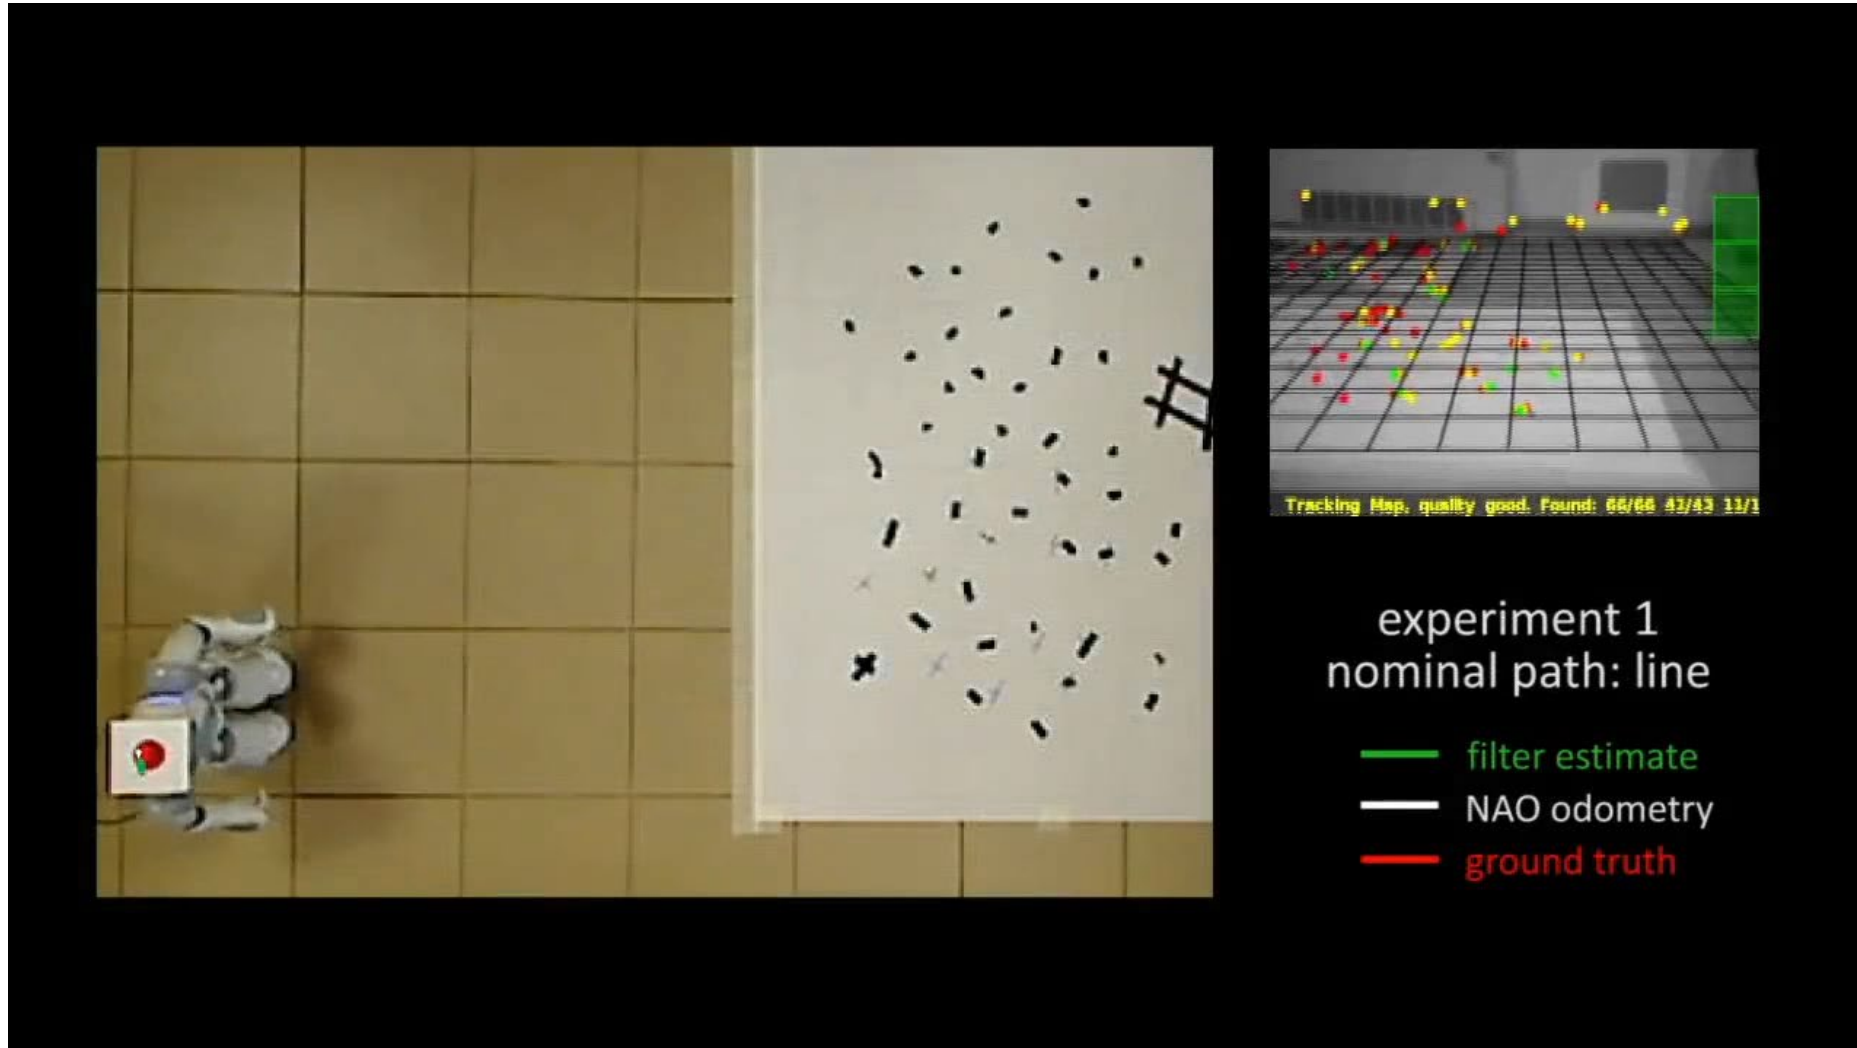 Tracking Map, quality good. Found: 66/66 43/43 11/1
experiment 1
nominal path: line
filter estimate
NAO odometry
ground truth